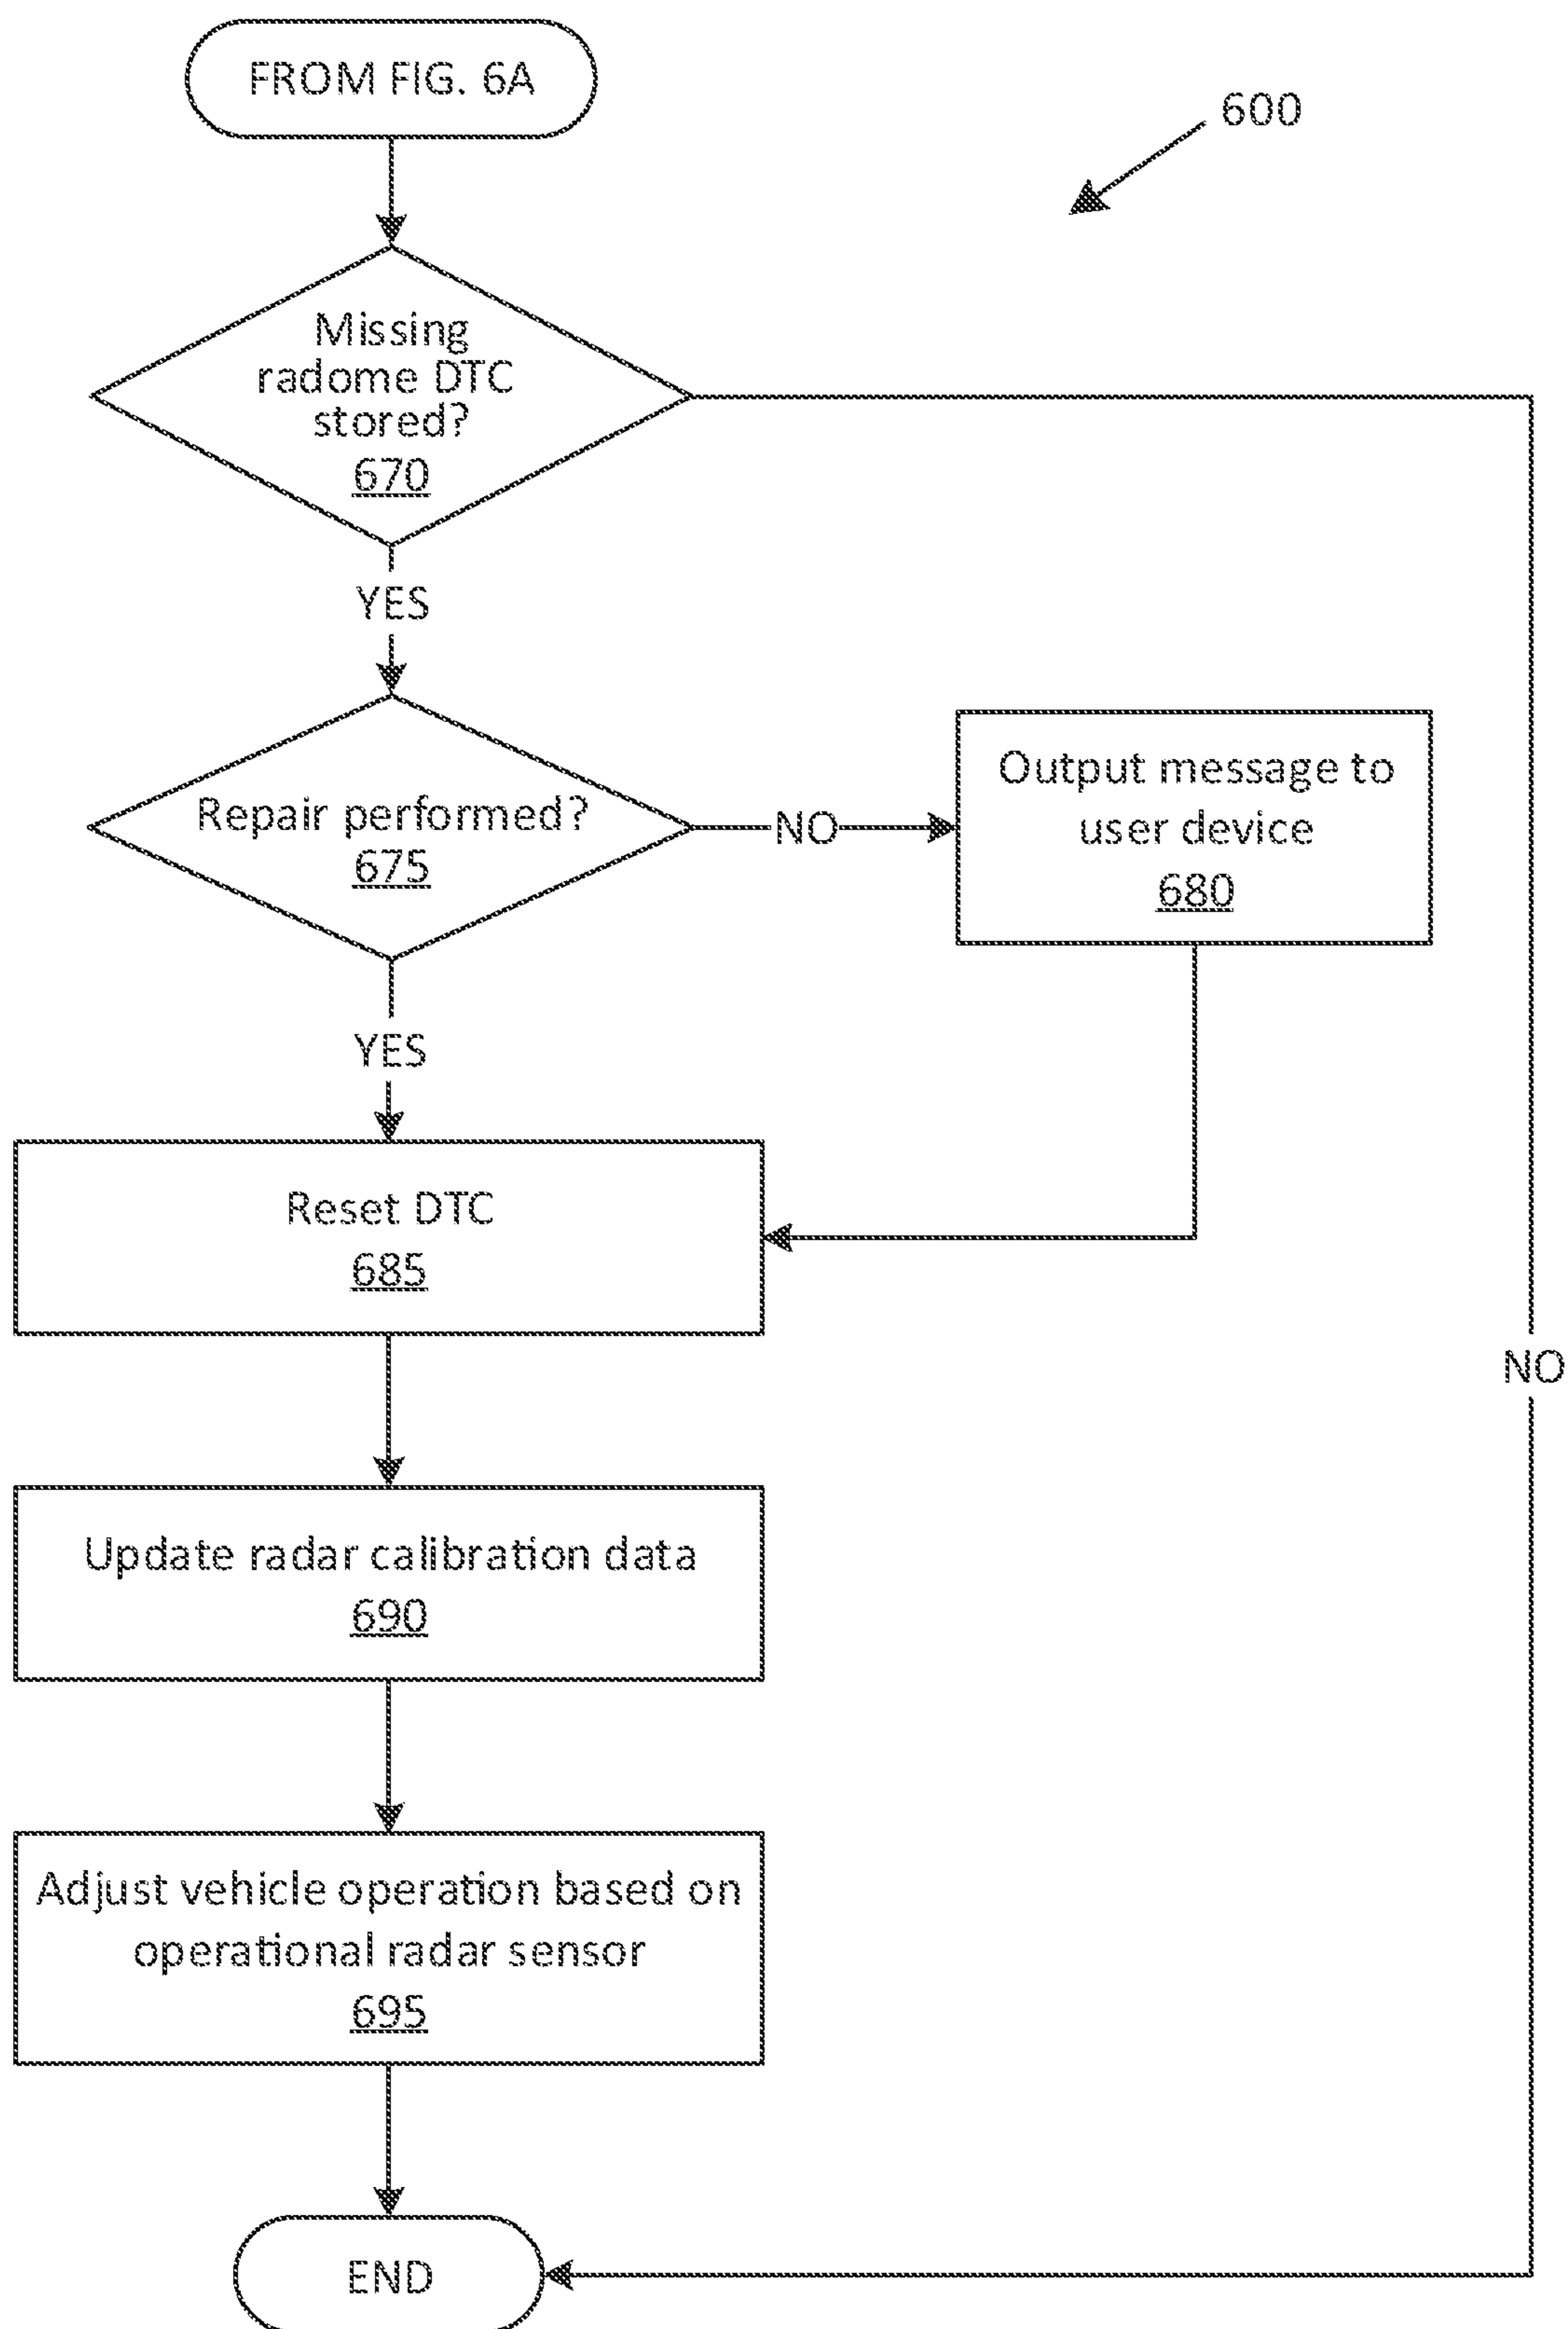 FROM FIG. 6A
600
Missing
radome DTC
stored?
670
YES
Repair performed?
675
NO
Output message to
user device
680
YES
Reset DTC
685
NO
Update radar calibration data
690
Adjust vehicle operation based on
operational radar sensor
695
END